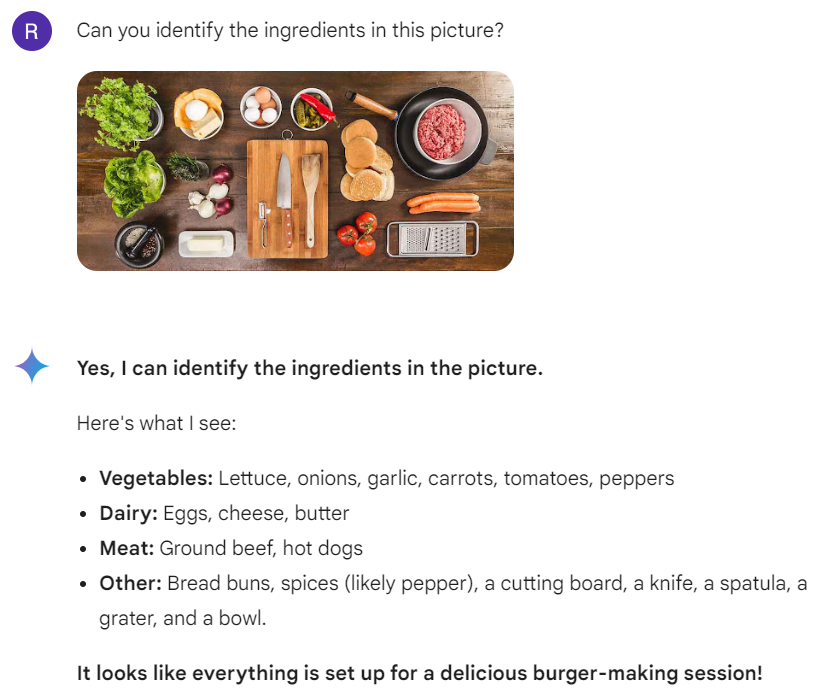 R
Can you identify the ingredients in this picture?
Yes, I can identify the ingredients in the picture.
Here's what I see:
• Vegetables: Lettuce, onions, garlic, carrots, tomatoes, peppers
• Dairy: Eggs, cheese, butter
• Meat: Ground beef, hot dogs
• Other: Bread buns, spices (likely pepper), a cutting board, a knife, a spatula, a
grater, and a bowl.
It looks like everything is set up for a delicious burger-making session!